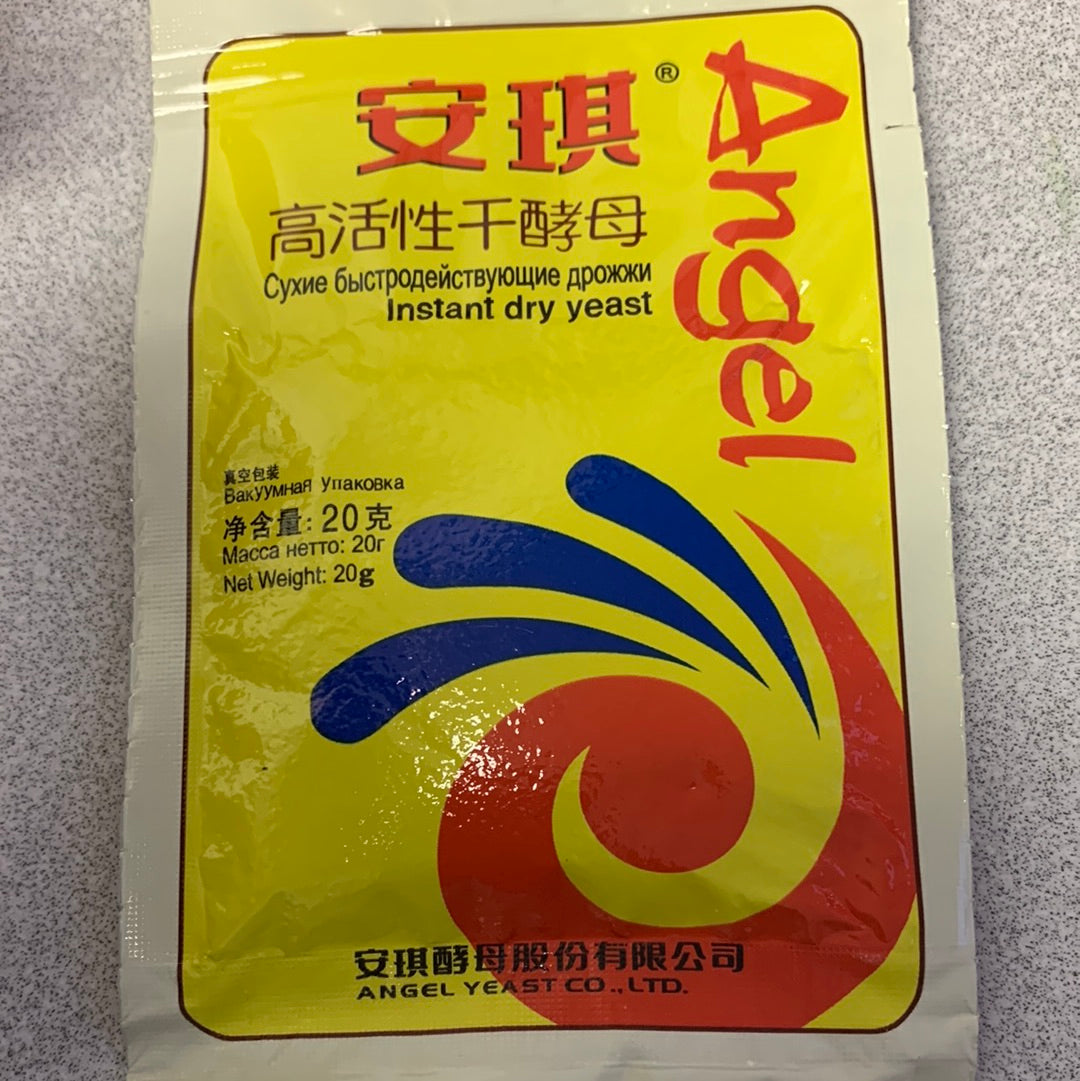 安琪®
Angel
高活性干酵母
Сухие быстродействующие дрожжи
Instant dry yeast
真空包装
Вакуумная Упаковка
净含量: 20克
Масса нетто: 20г
Net Weight: 20g
安琪酵母股份有限公司
ANGEL YEAST CO.,LTD.